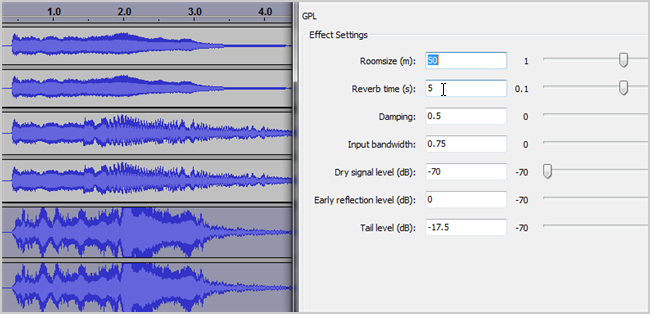 1.0 2.0 3.0 4.0
GPL
Effect Settings
Roomsize (m): 50 1
Reverb time (s): 5 0.1
Damping: 0.5 0
Input bandwidth: 0.75 0
Dry signal level (dB): -70 -70
Early reflection level (dB): 0 -70
Tail level (dB): -17.5 -70